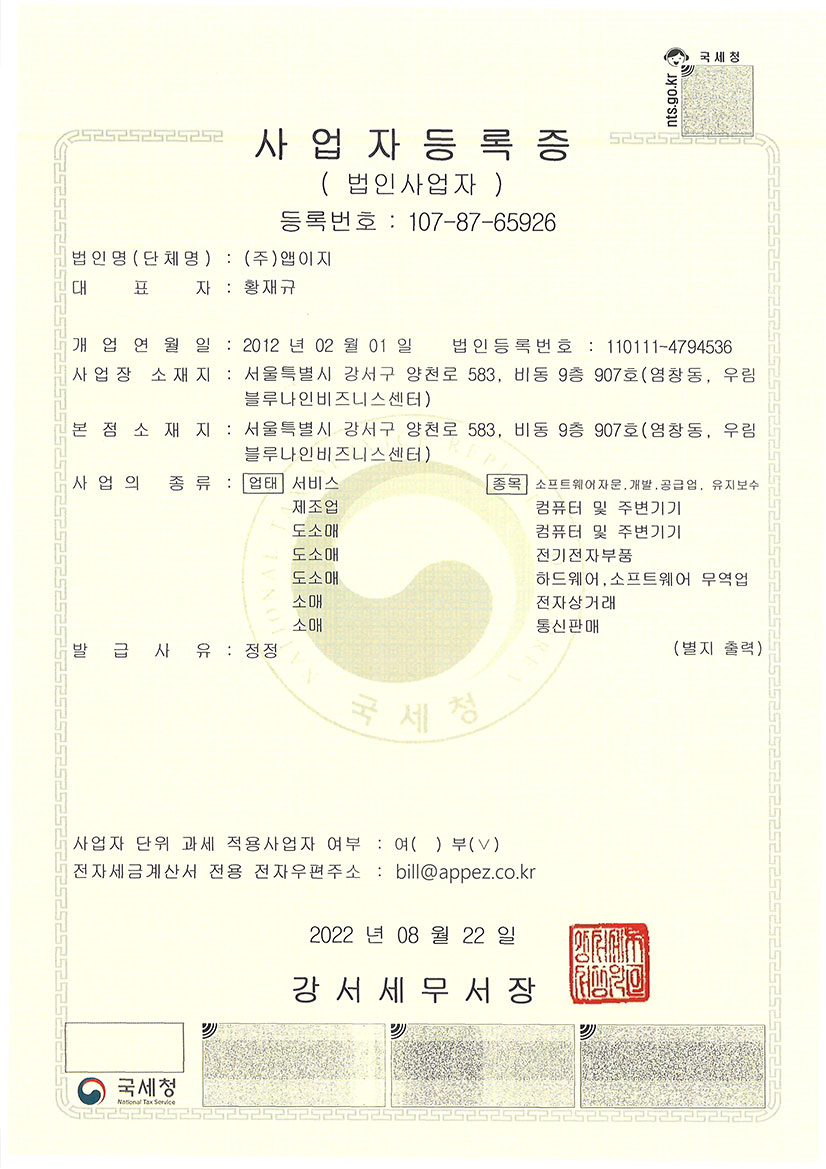 국세청
nts.go.kr
사업자등록증
( 법인사업자 )
등록번호 : 107-87-65926
법인명(단체명) : (주)앱이지
대 표 자 : 황재규
개 업 연 월 일 : 2012 년 02 월 01 일 법인등록번호 : 110111-4794536
사업장 소재지 : 서울특별시 강서구 양천로 583, 비동 9층 907호(염창동, 우림
블루나인비즈니스센터)
본 점 소 재 지 : 서울특별시 강서구 양천로 583, 비동 9층 907호(염창동, 우림
블루나인비즈니스센터)
사 업 의 종 류 : 업태 서비스 종목 소프트웨어자문,개발,공급업, 유지보수
제조업 컴퓨터 및 주변기기
도소매 컴퓨터 및 주변기기
도소매 전기전자부품
도소매 하드웨어,소프트웨어 무역업
소매 전자상거래
소매 통신판매
발 급 사 유 : 정정 (별지 출력)
국세청
사업자 단위 과세 적용사업자 여부 : 여( ) 부(∨)
전자세금계산서 전용 전자우편주소 : bill@appez.co.kr
2022 년 08 월 22 일
강서세무서장
국세청
National Tax Service